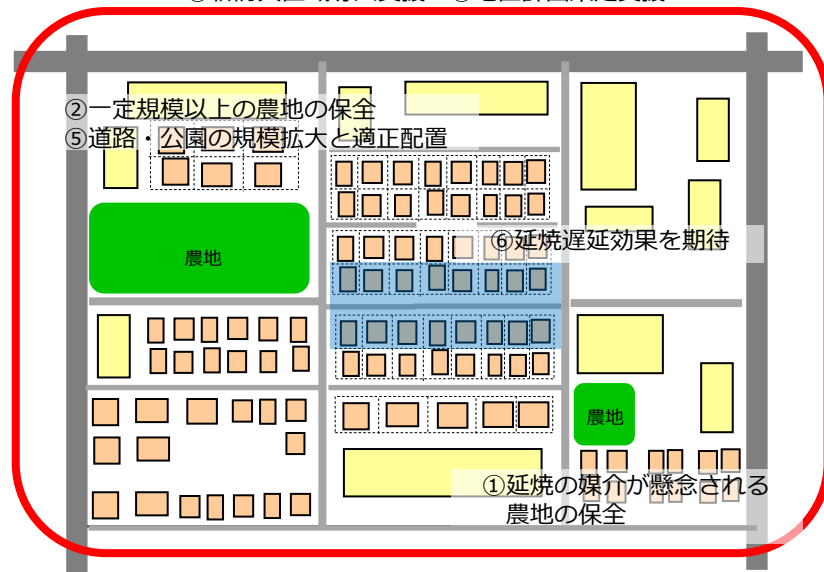 ②一定規模以上の農地の保全
⑤道路・公園の規模拡大と適正配置
⑥延焼遅延効果を期待
農地
農地
①延焼の媒介が懸念される
農地の保全